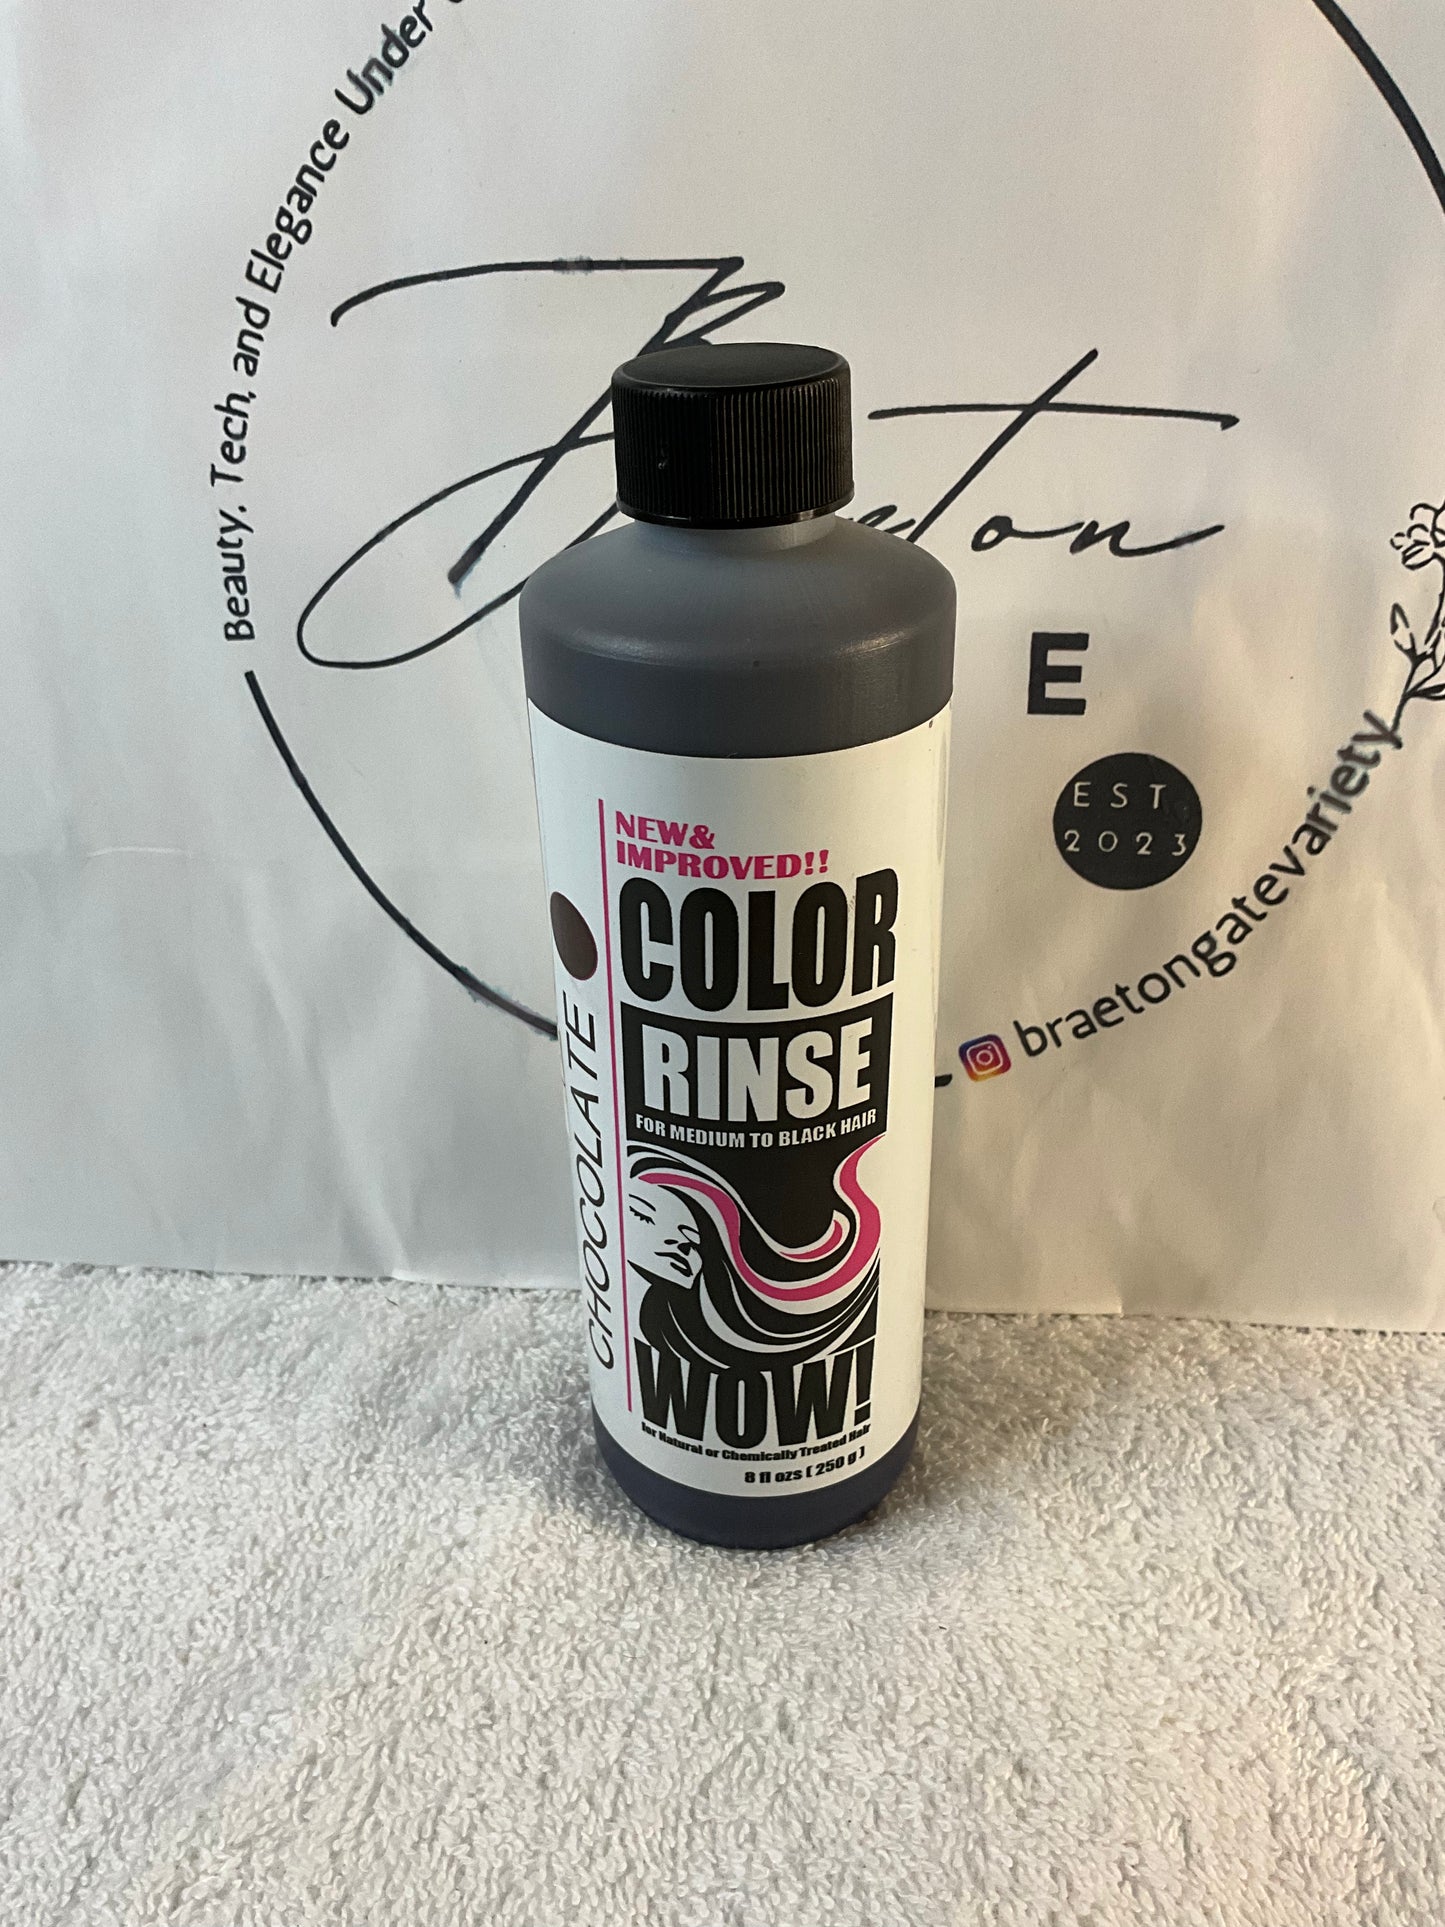 Beauty, Tech, and Elegance Under
E
EST
2023
braetongatevariety
NEW&
IMPROVED!!
COLOR
RINSE
FOR MEDIUM TO BLACK HAIR
WOW!
for Natural or Chemically Treated Hair
8 fl ozs ( 250 g )
CHOCOLATE